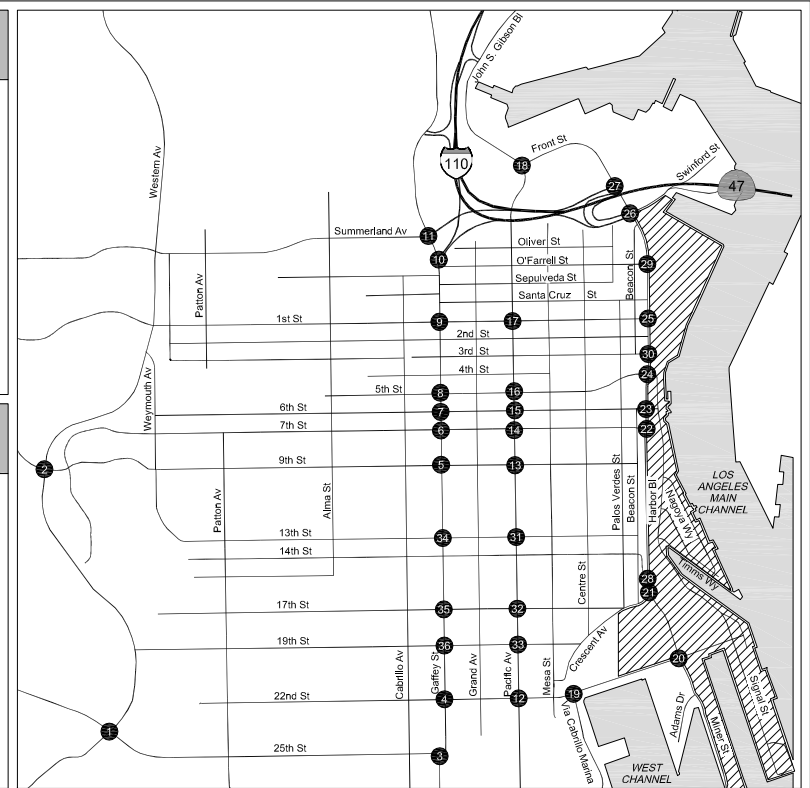 John S. Gibson Bl
110
18
Front St
Swinford St
27
47
Western Av
26
Summerland Av
11
Oliver St
10
O'Farrell St
29
Sepulveda St
Beacon St
Patton Av
Santa Cruz St
1st St
9
17
25
2nd St
3rd St
30
4th St
24
5th St
8
16
Weymouth Av
6th St
7
15
23
7th St
6
14
22
2
9th St
5
13
LOS
ANGELES
MAIN
CHANNEL
Patton Av
Alma St
Palos Verdes St
Beacon St
Harbor Bl
Nagoya Wy
13th St
34
31
14th St
Timms Wy
Centre St
28
21
17th St
35
32
19th St
36
33
Crescent Av
20
Cabrillo Av
Gaffey St
Grand Av
Pacific Av
Mesa St
22nd St
4
12
19
Adams Dr
Signal St
Miner St
1
Via Cabrillo Marina
25th St
3
WEST
CHANNEL